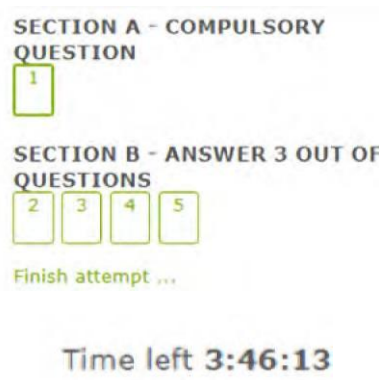 SECTION A - COMPULSORY
QUESTION
1
SECTION B - ANSWER 3 OUT OF
QUESTIONS
2 3 4 5
Finish attempt ...
Time left 3:46:13